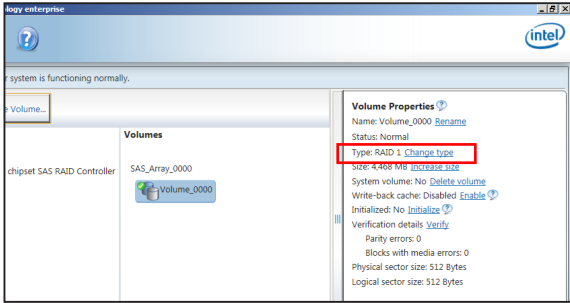 ology enterprise
intel
r system is functioning normally.
e Volume...
Volumes
chipset SAS RAID Controller
SAS_Array_0000
Volume_0000
Volume Properties
Name: Volume_0000 Rename
Status: Normal
Type: RAID 1 Change type
Size: 4,468 MB Increase size
System volume: No Delete volume
Write-back cache: Disabled Enable
Initialized: No Initialize
Verification details Verify
Parity errors: 0
Blocks with media errors: 0
Physical sector size: 512 Bytes
Logical sector size: 512 Bytes